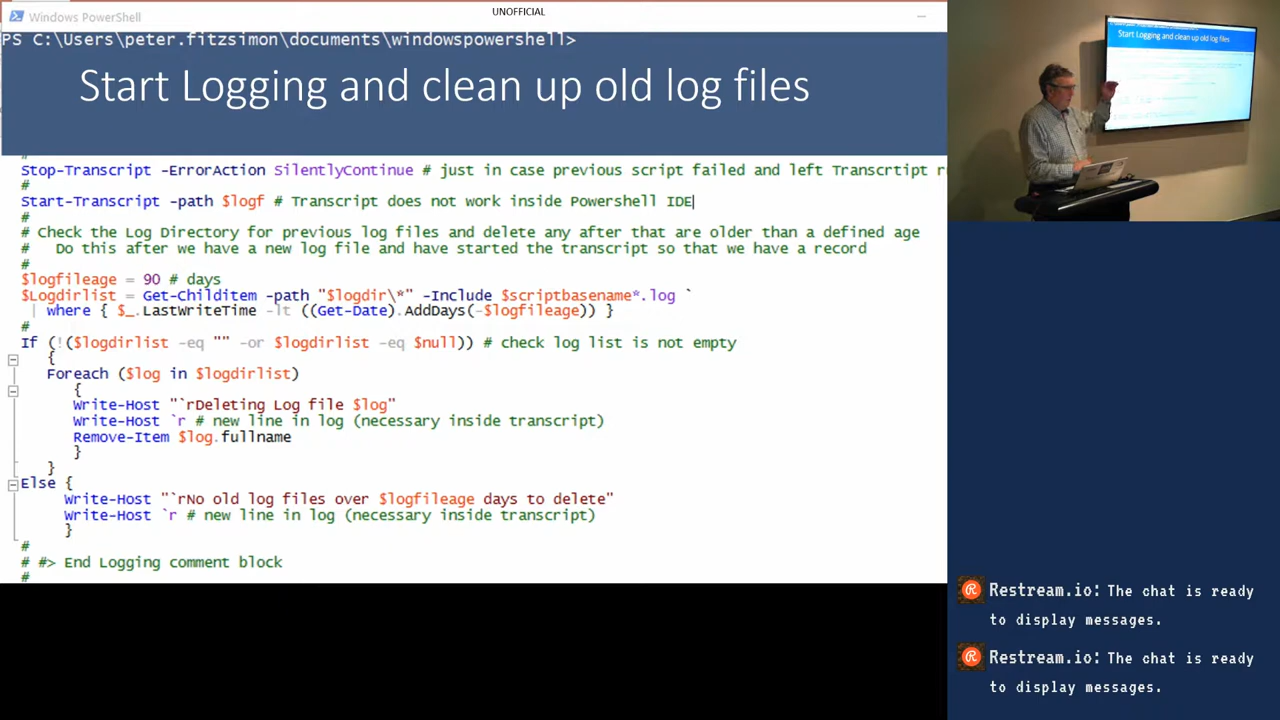 UNOFFICIAL
Windows PowerShell
PS C:\Users\peter.fitzsimon\documents\windowspowershell>
Start Logging and clean up old log files
#
Stop-Transcript -ErrorAction SilentlyContinue # just in case previous script failed and left Transcrtipt r
#
Start-Transcript -path $logf # Transcript does not work inside Powershell IDE
#
# Check the Log Directory for previous log files and delete any after that are older than a defined age
#   Do this after we have a new log file and have started the transcript so that we have a record
#
$logfileage = 90 # days
$Logdirlist = Get-Childitem -path "$logdir\*" -Include $scriptbasename*.log `
| where { $_.LastWriteTime -lt ((Get-Date).AddDays(-$logfileage)) }
#
If (!($logdirlist -eq "" -or $logdirlist -eq $null)) # check log list is not empty
{
Foreach ($log in $logdirlist)
{
Write-Host "`rDeleting Log file $log"
Write-Host `r # new line in log (necessary inside transcript)
Remove-Item $log.fullname
}
}
Else {
Write-Host "`rNo old log files over $logfileage days to delete"
Write-Host `r # new line in log (necessary inside transcript)
}
#
# #> End Logging comment block
#
Start Logging and clean up old log files
Restream.io: The chat is ready
to display messages.
Restream.io: The chat is ready
to display messages.